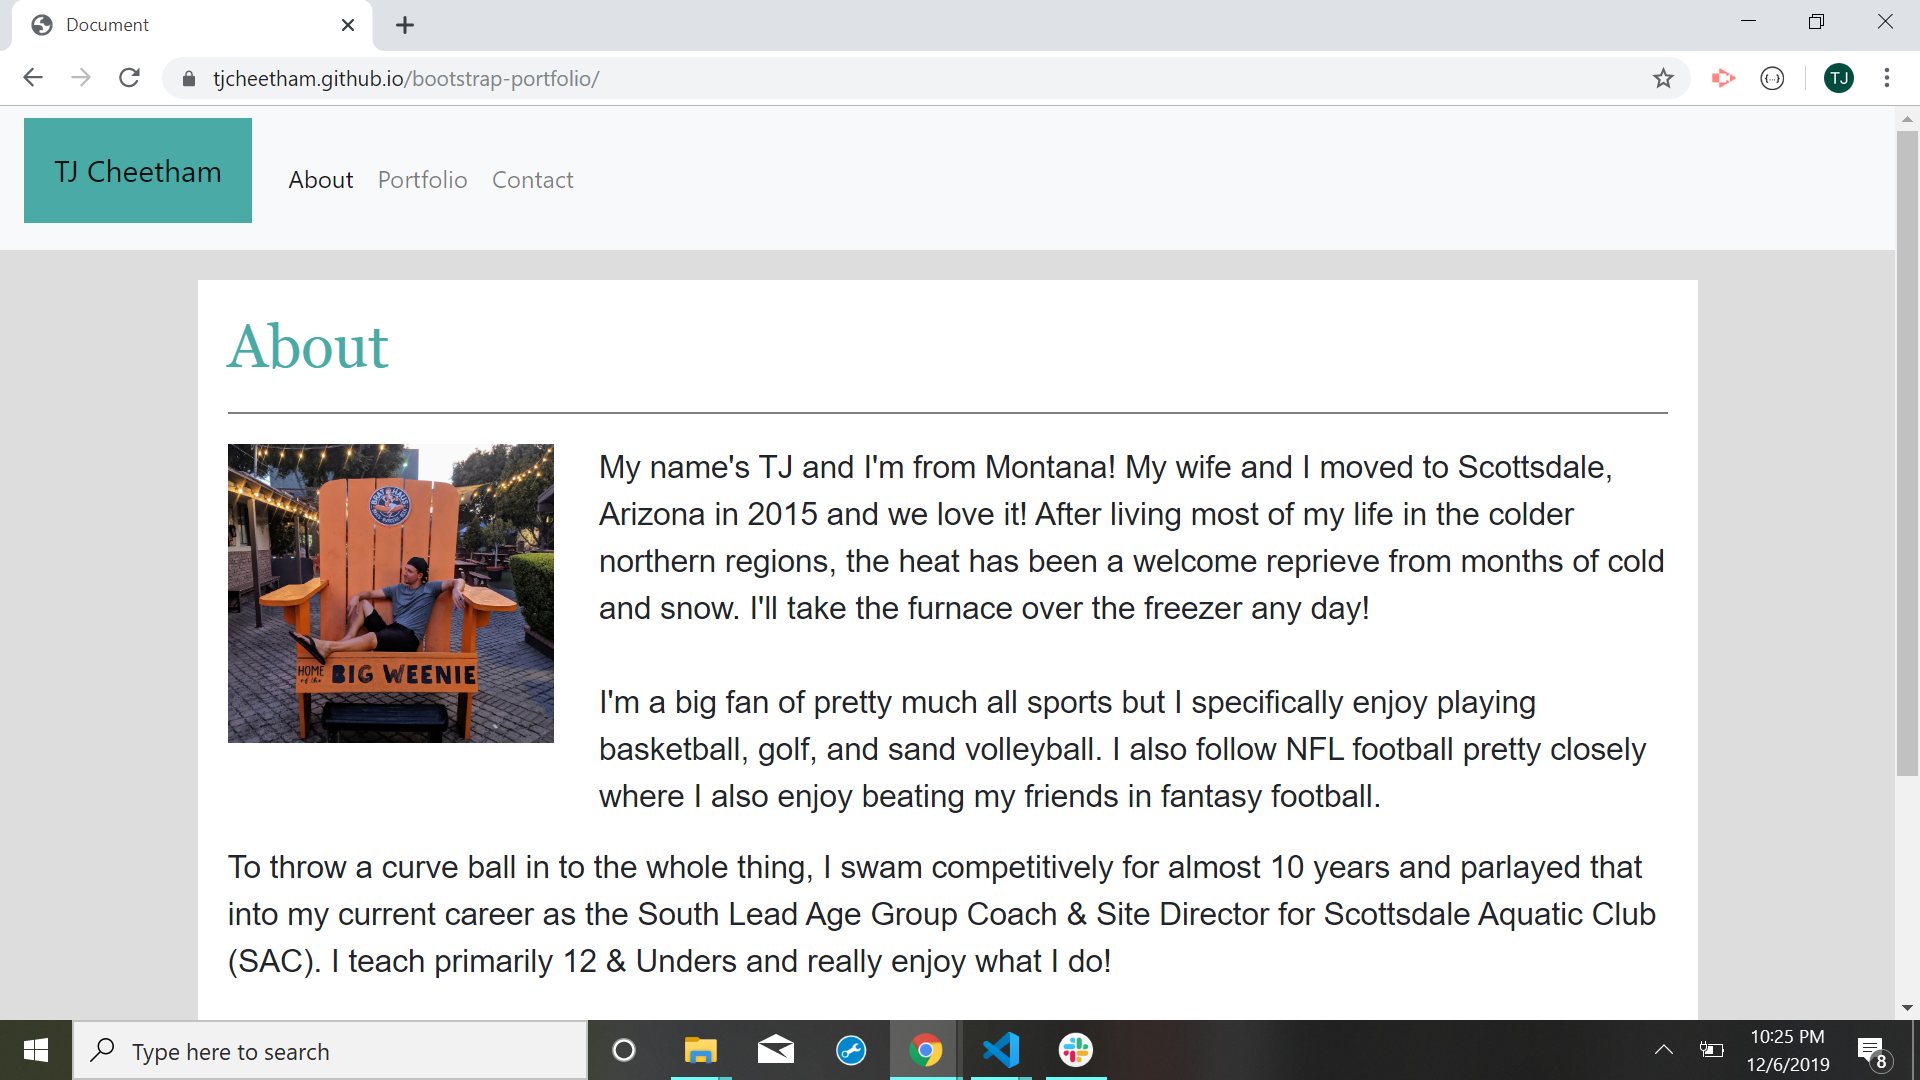 Document
tjcheetham.github.io/bootstrap-portfolio/
TJ
TJ Cheetham
About Portfolio Contact
About
My name's TJ and I'm from Montana! My wife and I moved to Scottsdale,
Arizona in 2015 and we love it! After living most of my life in the colder
northern regions, the heat has been a welcome reprieve from months of cold
and snow. I'll take the furnace over the freezer any day!
BRAT HAUS
HOME of the BIG WEENIE
I'm a big fan of pretty much all sports but I specifically enjoy playing
basketball, golf, and sand volleyball. I also follow NFL football pretty closely
where I also enjoy beating my friends in fantasy football.
To throw a curve ball in to the whole thing, I swam competitively for almost 10 years and parlayed that
into my current career as the South Lead Age Group Coach & Site Director for Scottsdale Aquatic Club
(SAC). I teach primarily 12 & Unders and really enjoy what I do!
Type here to search
10:25 PM
12/6/2019
8